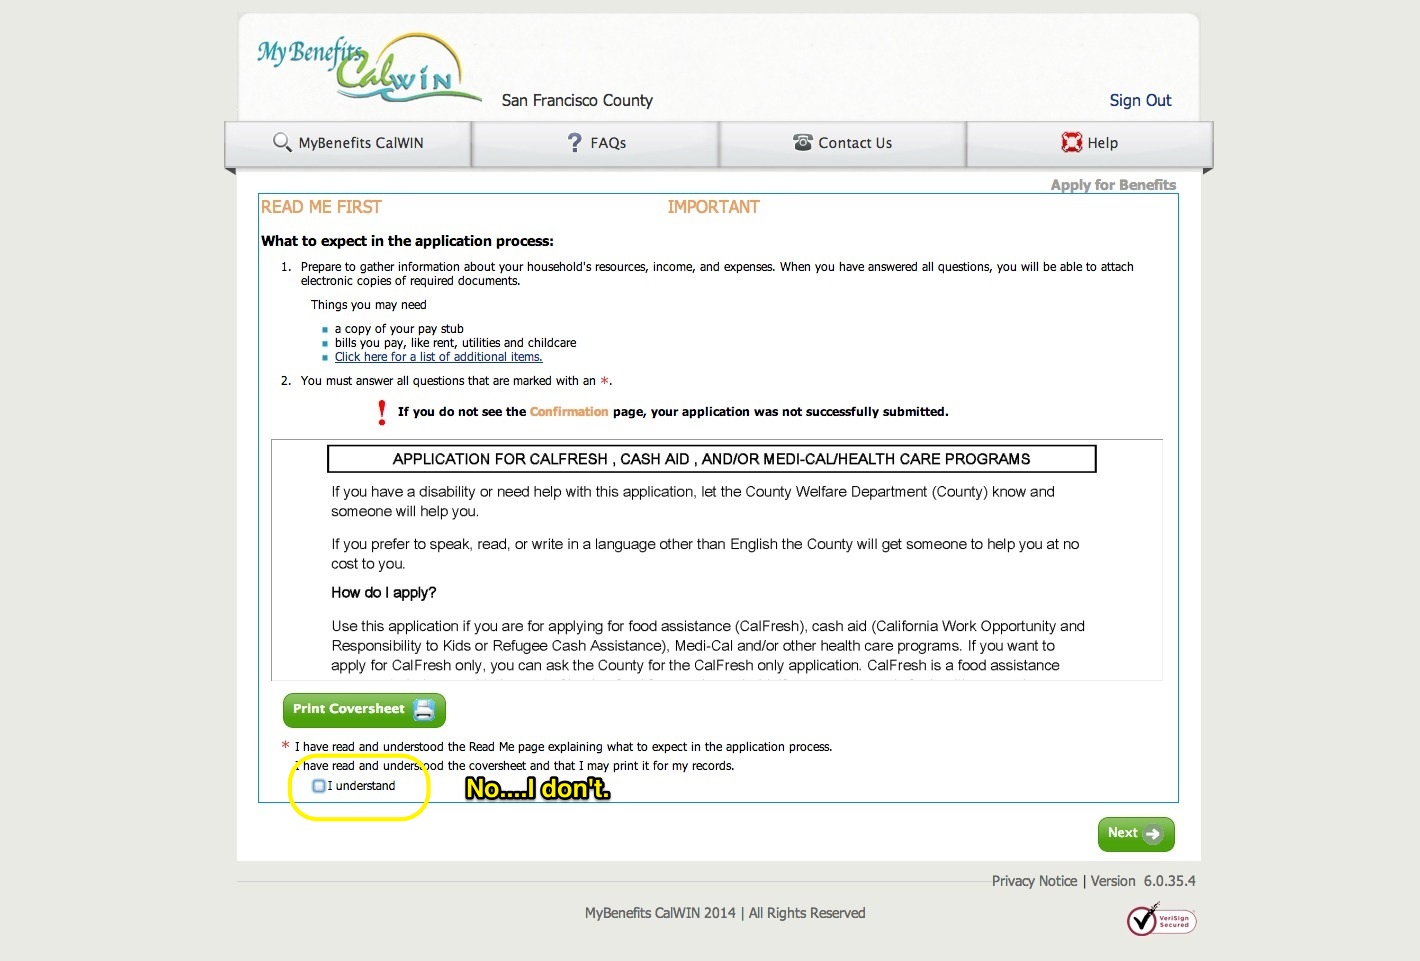 My Benefits
CalWIN
San Francisco County
Sign Out
MyBenefits CalWIN
? FAQs
Contact Us
Help
Apply for Benefits
READ ME FIRST
IMPORTANT
What to expect in the application process:
1. Prepare to gather information about your household's resources, income, and expenses. When you have answered all questions, you will be able to attach
electronic copies of required documents.
Things you may need
a copy of your pay stub
bills you pay, like rent, utilities and childcare
Click here for a list of additional items.
2. You must answer all questions that are marked with an *.
! If you do not see the Confirmation page, your application was not successfully submitted.
APPLICATION FOR CALFRESH , CASH AID , AND/OR MEDI-CAL/HEALTH CARE PROGRAMS
If you have a disability or need help with this application, let the County Welfare Department (County) know and
someone will help you.
If you prefer to speak, read, or write in a language other than English the County will get someone to help you at no
cost to you.
How do I apply?
Use this application if you are for applying for food assistance (CalFresh), cash aid (California Work Opportunity and
Responsibility to Kids or Refugee Cash Assistance), Medi-Cal and/or other health care programs. If you want to
apply for CalFresh only, you can ask the County for the CalFresh only application. CalFresh is a food assistance
Print Coversheet
* I have read and understood the Read Me page explaining what to expect in the application process.
I have read and understood the coversheet and that I may print it for my records.
I understand
No....I don't.
Next
Privacy Notice | Version 6.0.35.4
MyBenefits CalWIN 2014 | All Rights Reserved
VeriSign
Secured